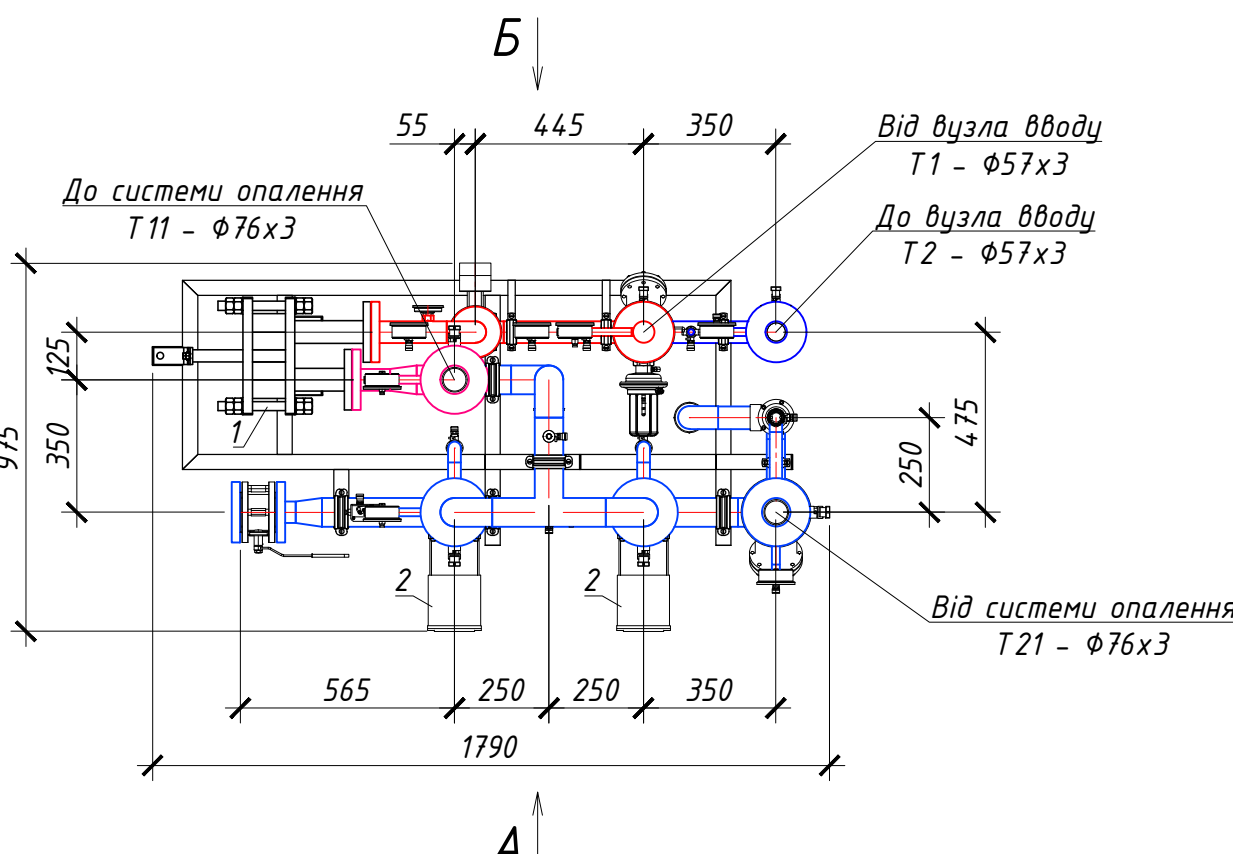 Б
55
445
350
Від вузла вводу
Т1 - Ф57х3
До системи опалення
Т11 - Ф76х3
До вузла вводу
Т2 - Ф57х3
125
975
350
1
475
250
2
2
Від системи опалення
Т21 - Ф76х3
565
250
250
350
1790
А